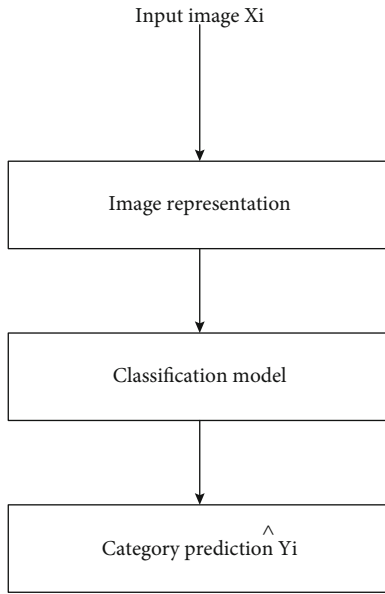 Input image Xi
Image representation
Classification model
^
Category prediction Yi